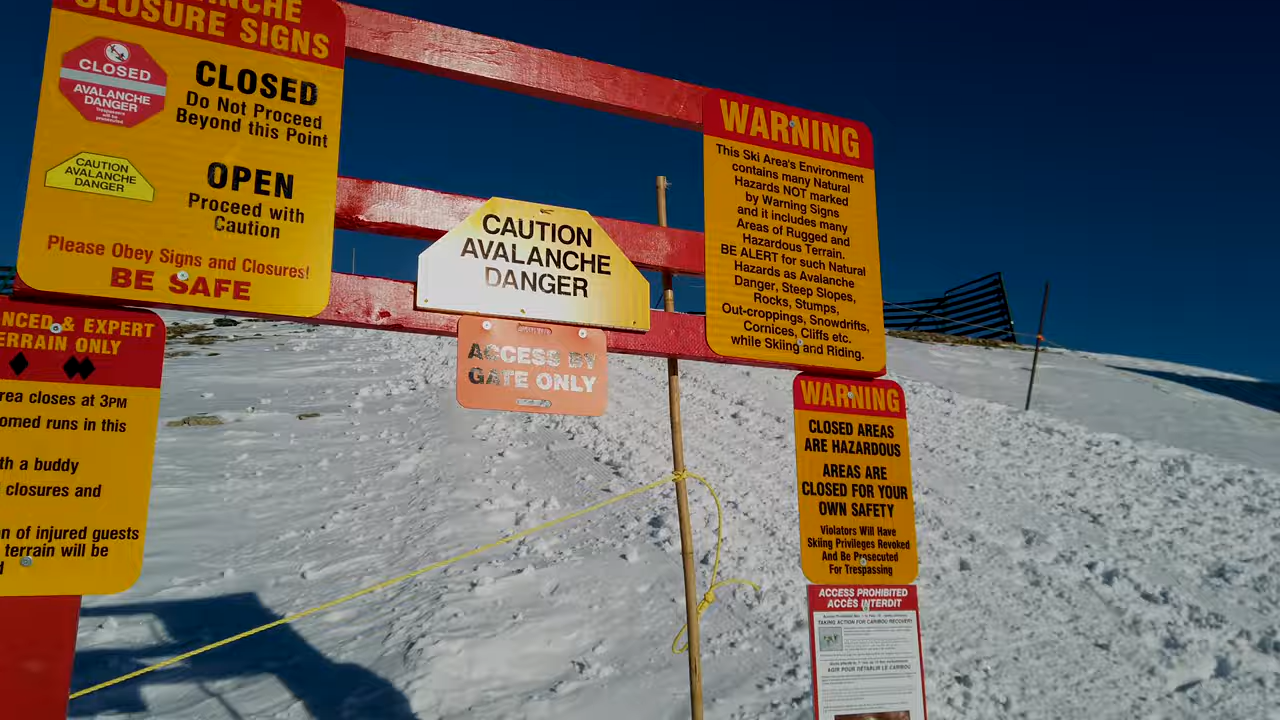 NCHE
CLOSURE SIGNS
CLOSED
AVALANCHE
DANGER
Trespassers
will be
prosecuted
CLOSED
Do Not Proceed
Beyond this Point
CAUTION
AVALANCHE
DANGER
OPEN
Proceed with
Caution
Please Obey Signs and Closures!
BE SAFE
NCED & EXPERT
TERRAIN ONLY
rea closes at 3PM
omed runs in this
th a buddy
closures and
on of injured guests
terrain will be
CAUTION
AVALANCHE
DANGER
ACCESS BY
GATE ONLY
WARNING
This Ski Area's Environment
contains many Natural
Hazards NOT marked
by Warning Signs
and it includes many
Areas of Rugged and
Hazardous Terrain.
BE ALERT for such Natural
Hazards as Avalanche
Danger, Steep Slopes,
Rocks, Stumps,
Out-croppings, Snowdrifts,
Cornices, Cliffs etc.
while Skiing and Riding.
WARNING
CLOSED AREAS
ARE HAZARDOUS
AREAS ARE
CLOSED FOR YOUR
OWN SAFETY
Violators Will Have
Skiing Privileges Revoked
And Be Prosecuted
For Trespassing
ACCESS PROHIBITED
ACCÈS INTERDIT
TAKING ACTION FOR CARIBOU RECOVERY
AGIR POUR RÉTABLIR LE CARIBOU